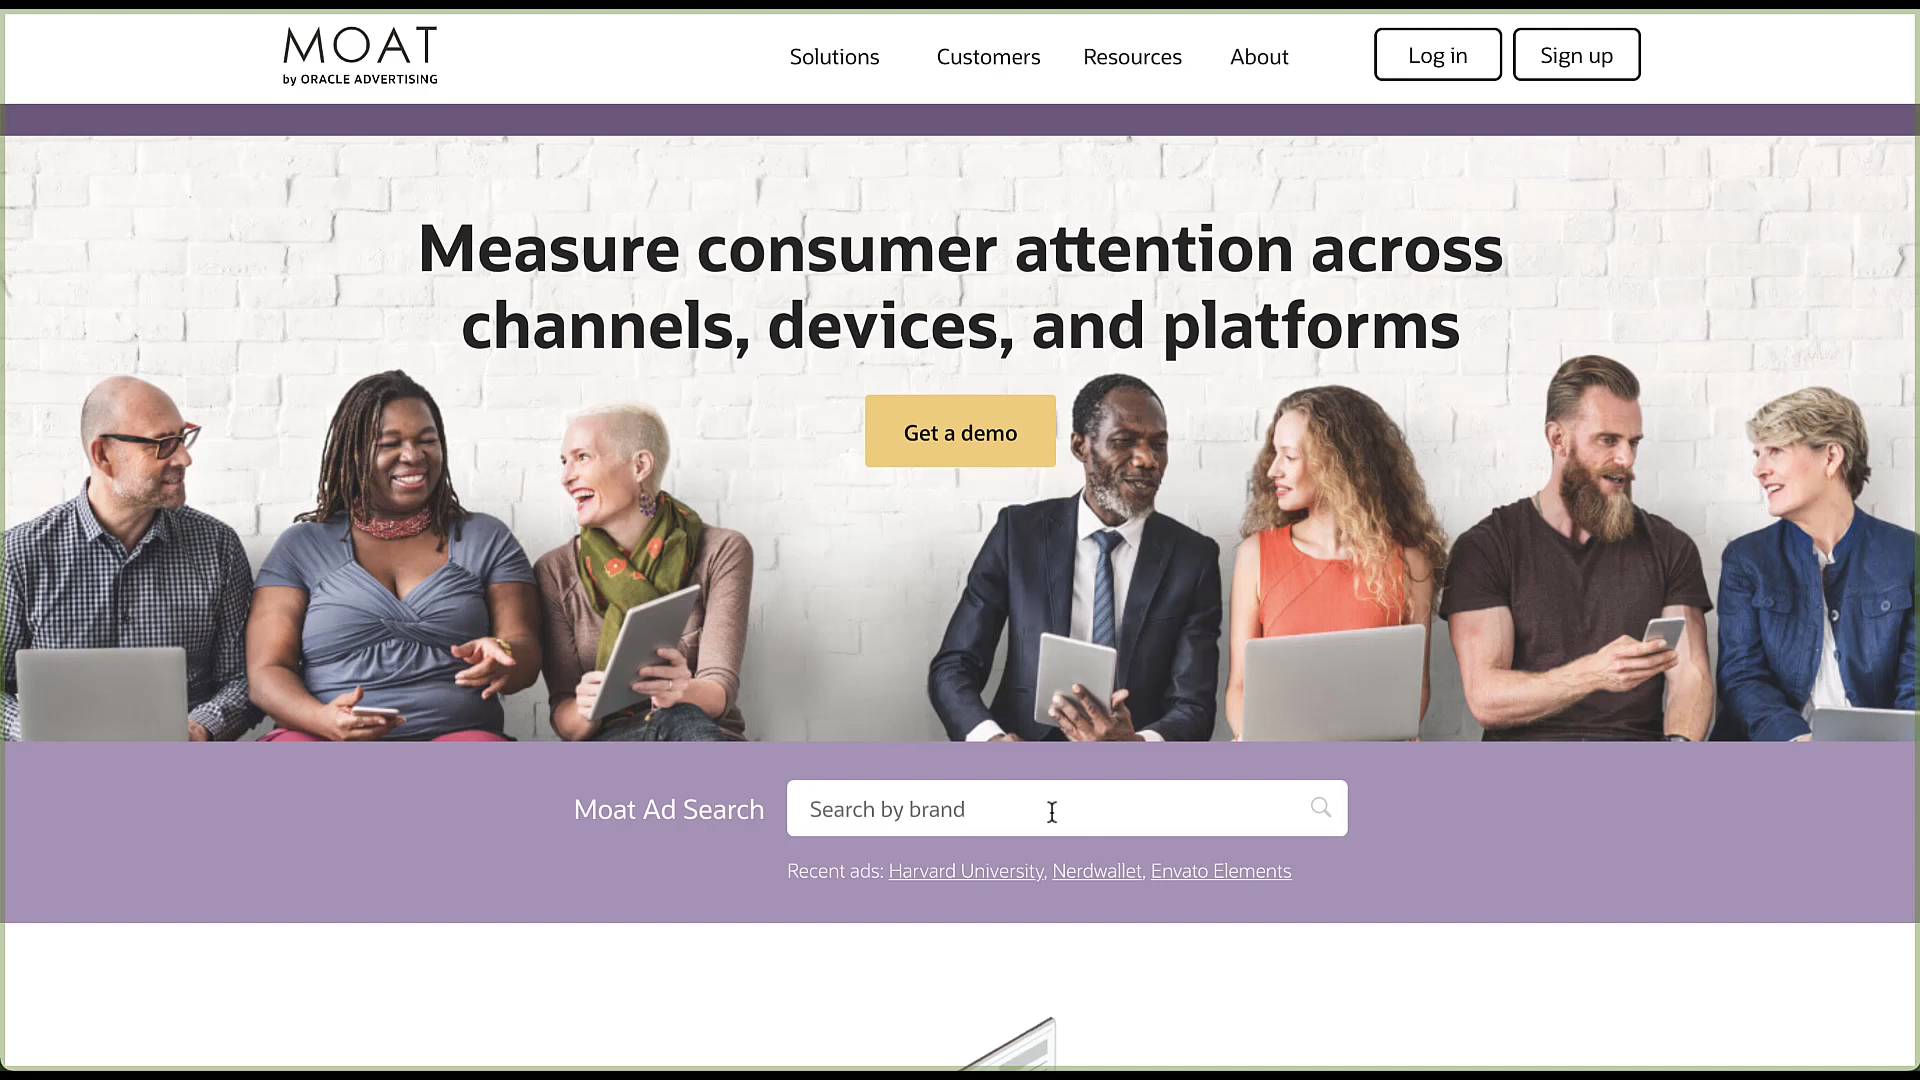 MOAT
by ORACLE ADVERTISING
Solutions
Customers
Resources
About
Log in
Sign up
Measure consumer attention across
channels, devices, and platforms
Get a demo
Moat Ad Search
Search by brand
Recent ads: Harvard University, Nerdwallet, Envato Elements